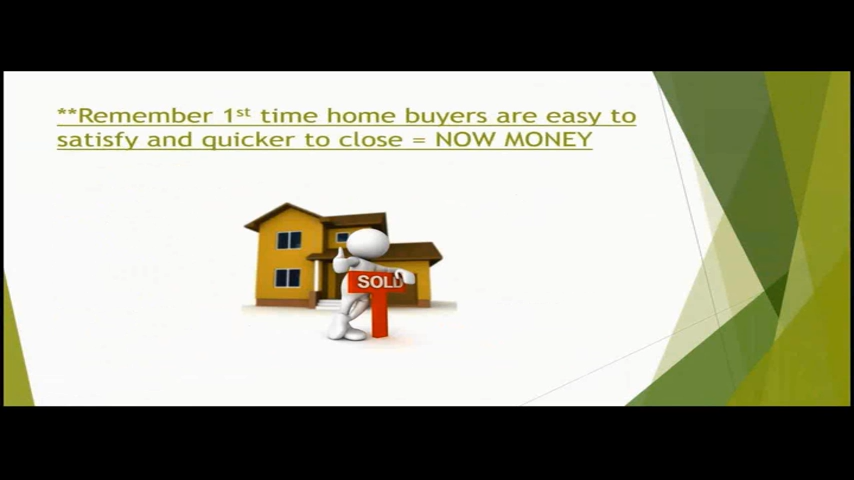 **Remember 1st time home buyers are easy to
satisfy and quicker to close = NOW MONEY
SOLD